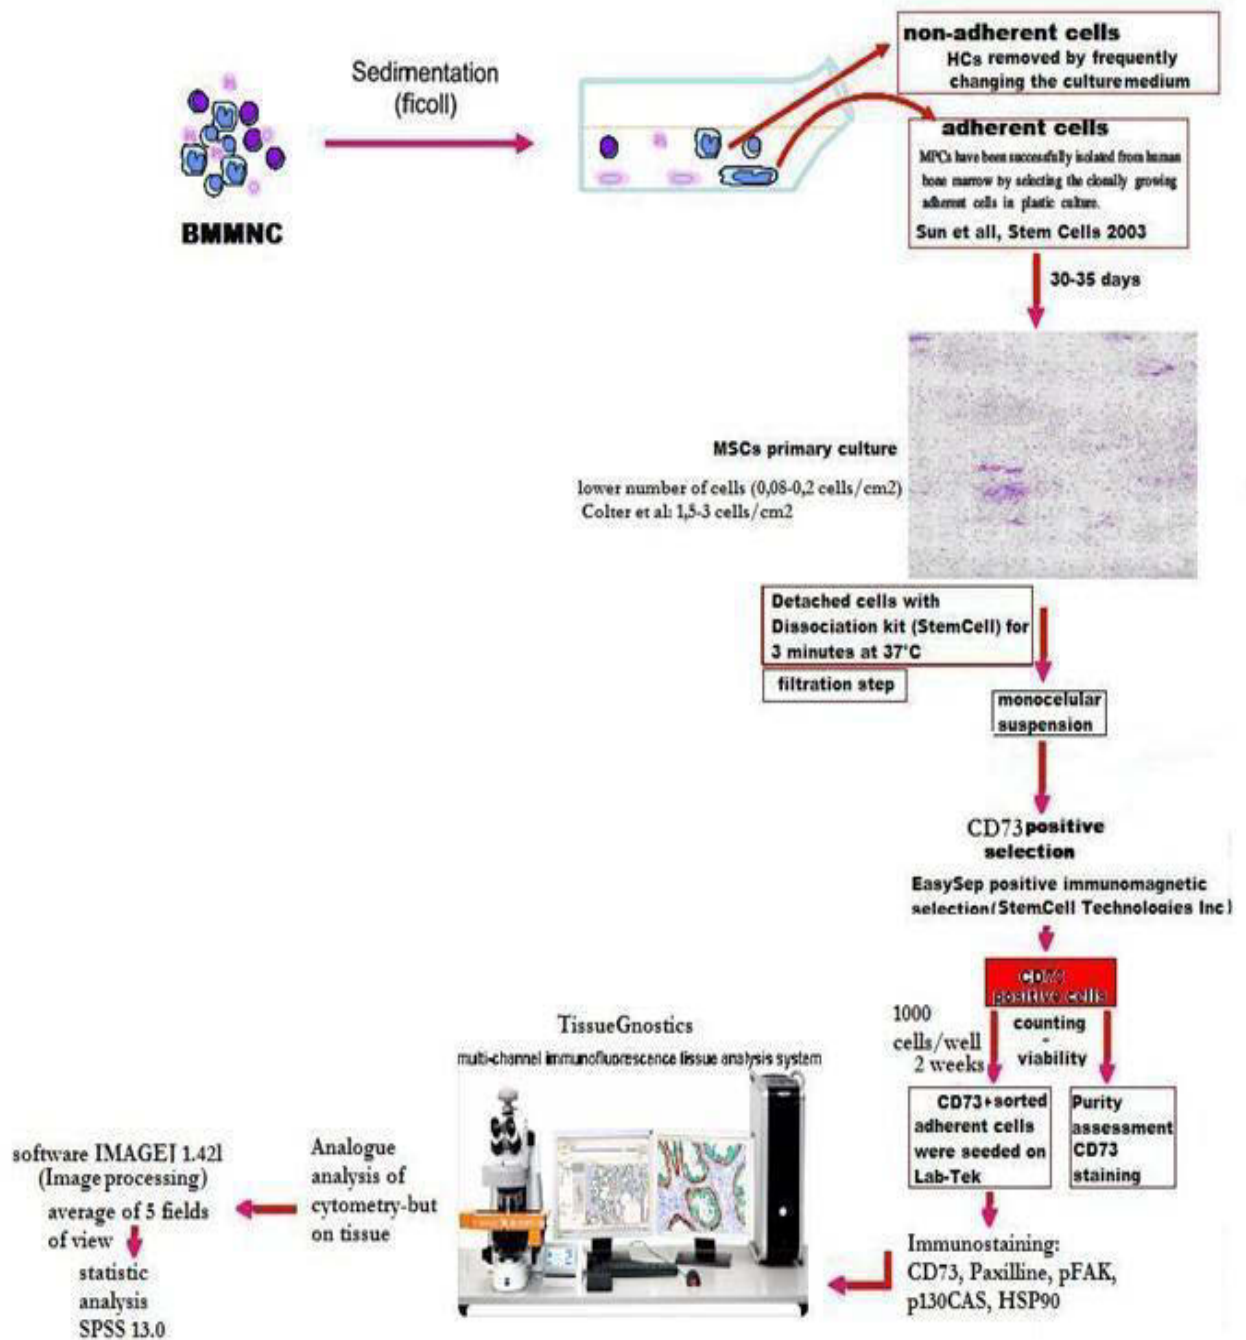 Sedimentation
(ficoll)
BMMNC
non-adherent cells
HCs removed by frequently
changing the culture medium
adherent cells
MPCs have been successfully isolated from human
bone marrow by selecting the clonally growing
adherent cells in plastic culture.
Sun et all, Stem Cells 2003
30-35 days
MSCs primary culture
lower number of cells (0,08-0,2 cells/cm2)
Colter et al: 1,5-3 cells/cm2
Detached cells with
Dissociation kit (StemCell) for
3 minutes at 37°C
filtration step
monocelular
suspension
CD73 positive
selection
EasySep positive immunomagnetic
selection(StemCell Technologies Inc)
CD73
positive cells
1000
cells/well
2 weeks
counting
-
viability
CD73+sorted
adherent cells
were seeded on
Lab-Tek
Purity
assessment
CD73
staining
Immunostaining:
CD73, Paxilline, pFAK,
p130CAS, HSP90
TissueGnostics
multi-channel immunofluorescence tissue analysis system
Analogue
analysis of
cytometry-but
on tissue
software IMAGEJ 1.42l
(Image processing)
average of 5 fields
of view
statistic
analysis
SPSS 13.0